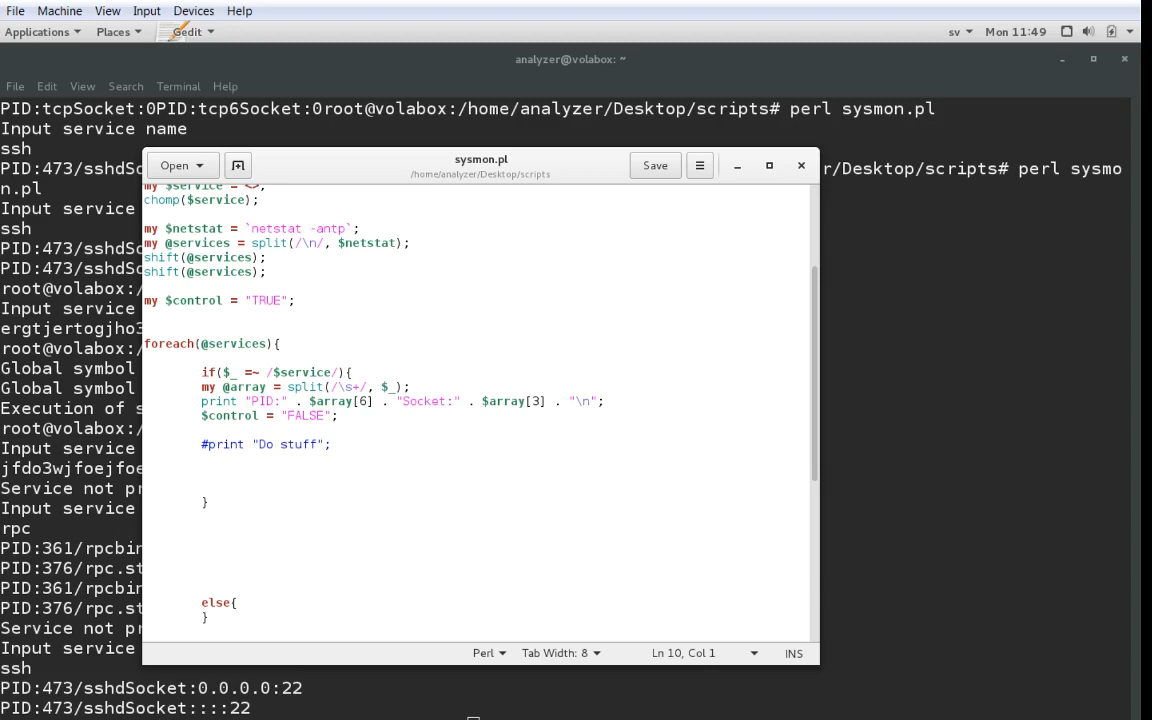 File Machine View Input Devices Help
Applications Places Gedit sv Mon 11:49
analyzer@volabox: ~
File Edit View Search Terminal Help
PID:tcpSocket:0PID:tcp6Socket:0root@volabox:/home/analyzer/Desktop/scripts# perl sysmon.pl
Input service name
ssh
PID:473/sshdSo r/Desktop/scripts# perl sysmo
n.pl
Input service
ssh
PID:473/sshdSo
PID:473/sshdSo
root@volabox:/
Input service
ergtjertogjho3
root@volabox:/
Global symbol
Global symbol
Execution of s
root@volabox:/
Input service
jfdo3wjfoejfoe
Service not pr
Input service
rpc
PID:361/rpcbin
PID:376/rpc.st
PID:361/rpcbin
PID:376/rpc.st
Service not pr
Input service
ssh
PID:473/sshdSocket:0.0.0.0:22
PID:473/sshdSocket::::22
Open sysmon.pl Save
/home/analyzer/Desktop/scripts
my $service = <>;
chomp($service);
my $netstat = `netstat -antp`;
my @services = split(/\n/, $netstat);
shift(@services);
shift(@services);
my $control = "TRUE";
foreach(@services){
if($_ =~ /$service/){
my @array = split(/\s+/, $_);
print "PID:" . $array[6] . "Socket:" . $array[3] . "\n";
$control = "FALSE";
#print "Do stuff";
}
else{
}
Perl Tab Width: 8 Ln 10, Col 1 INS